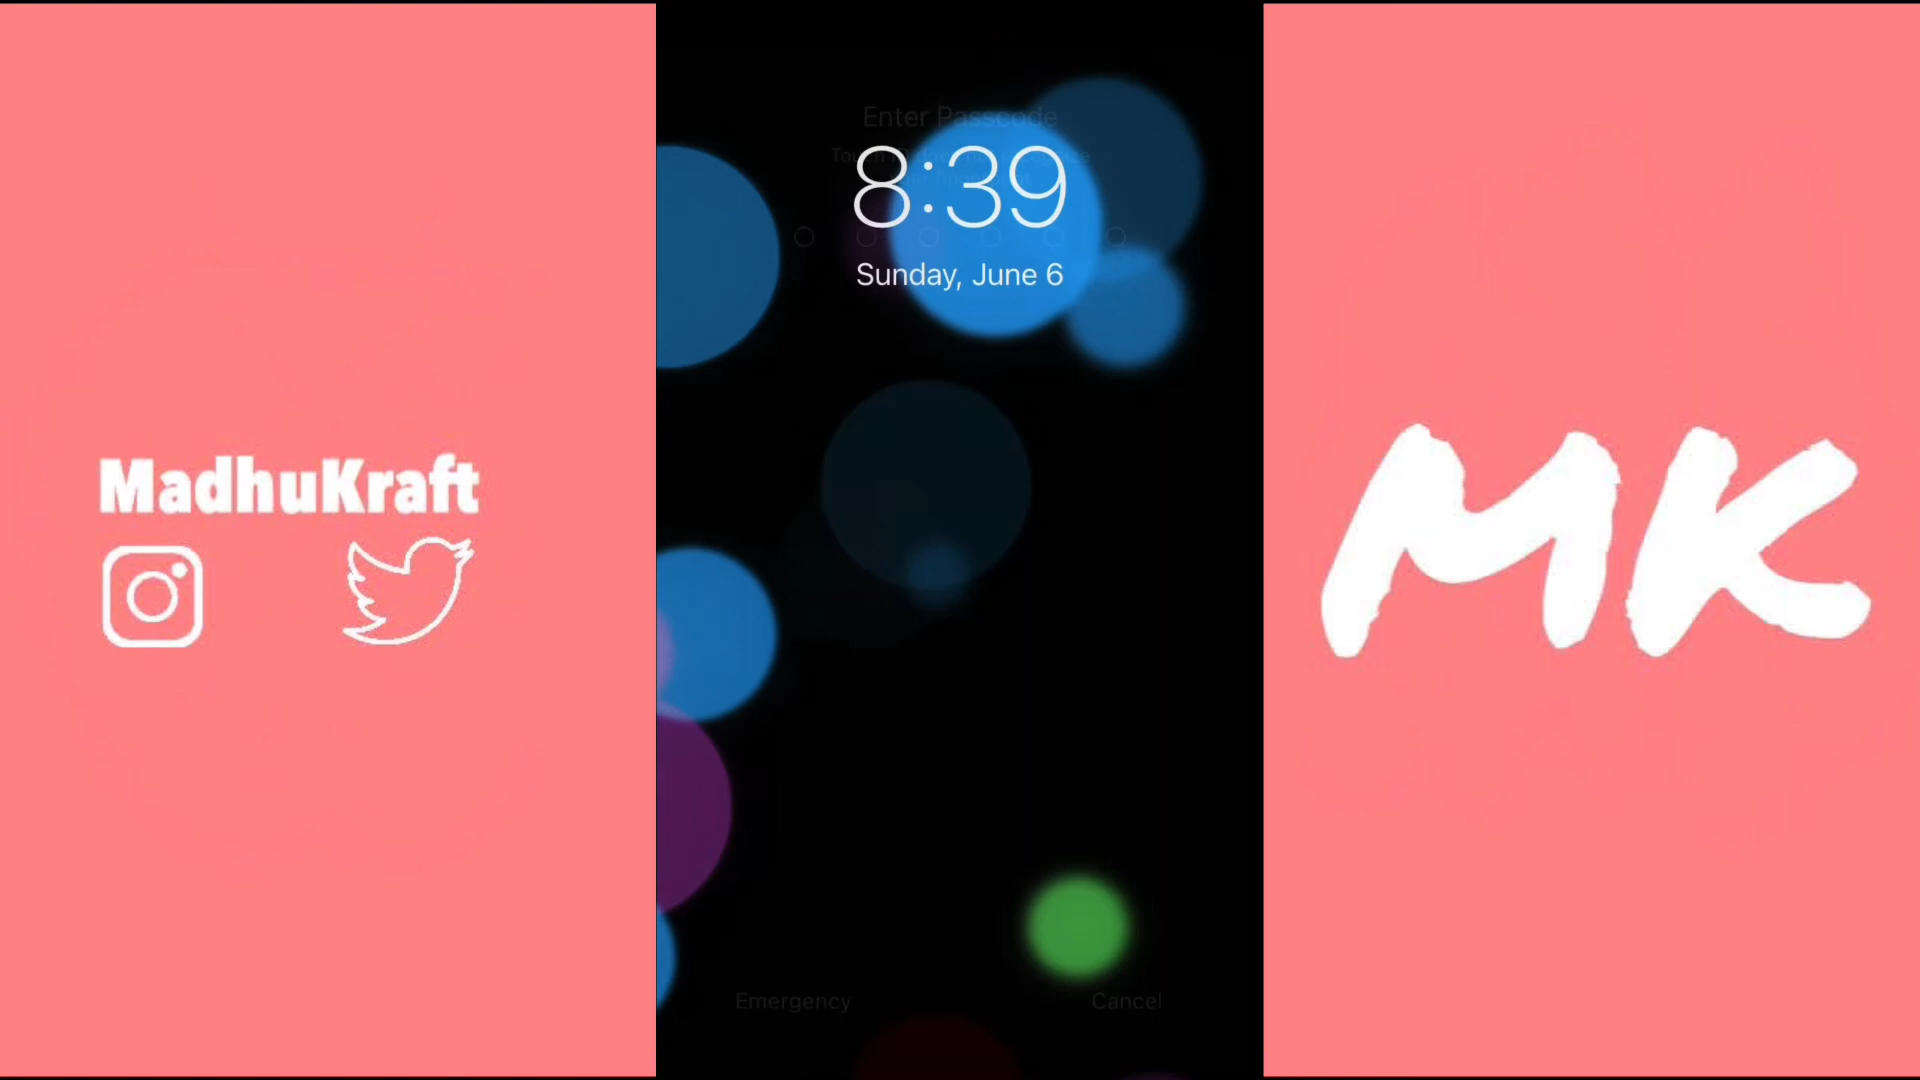 MadhuKraft
Enter Passcode
8:39
Sunday, June 6
Emergency
Cancel
MK